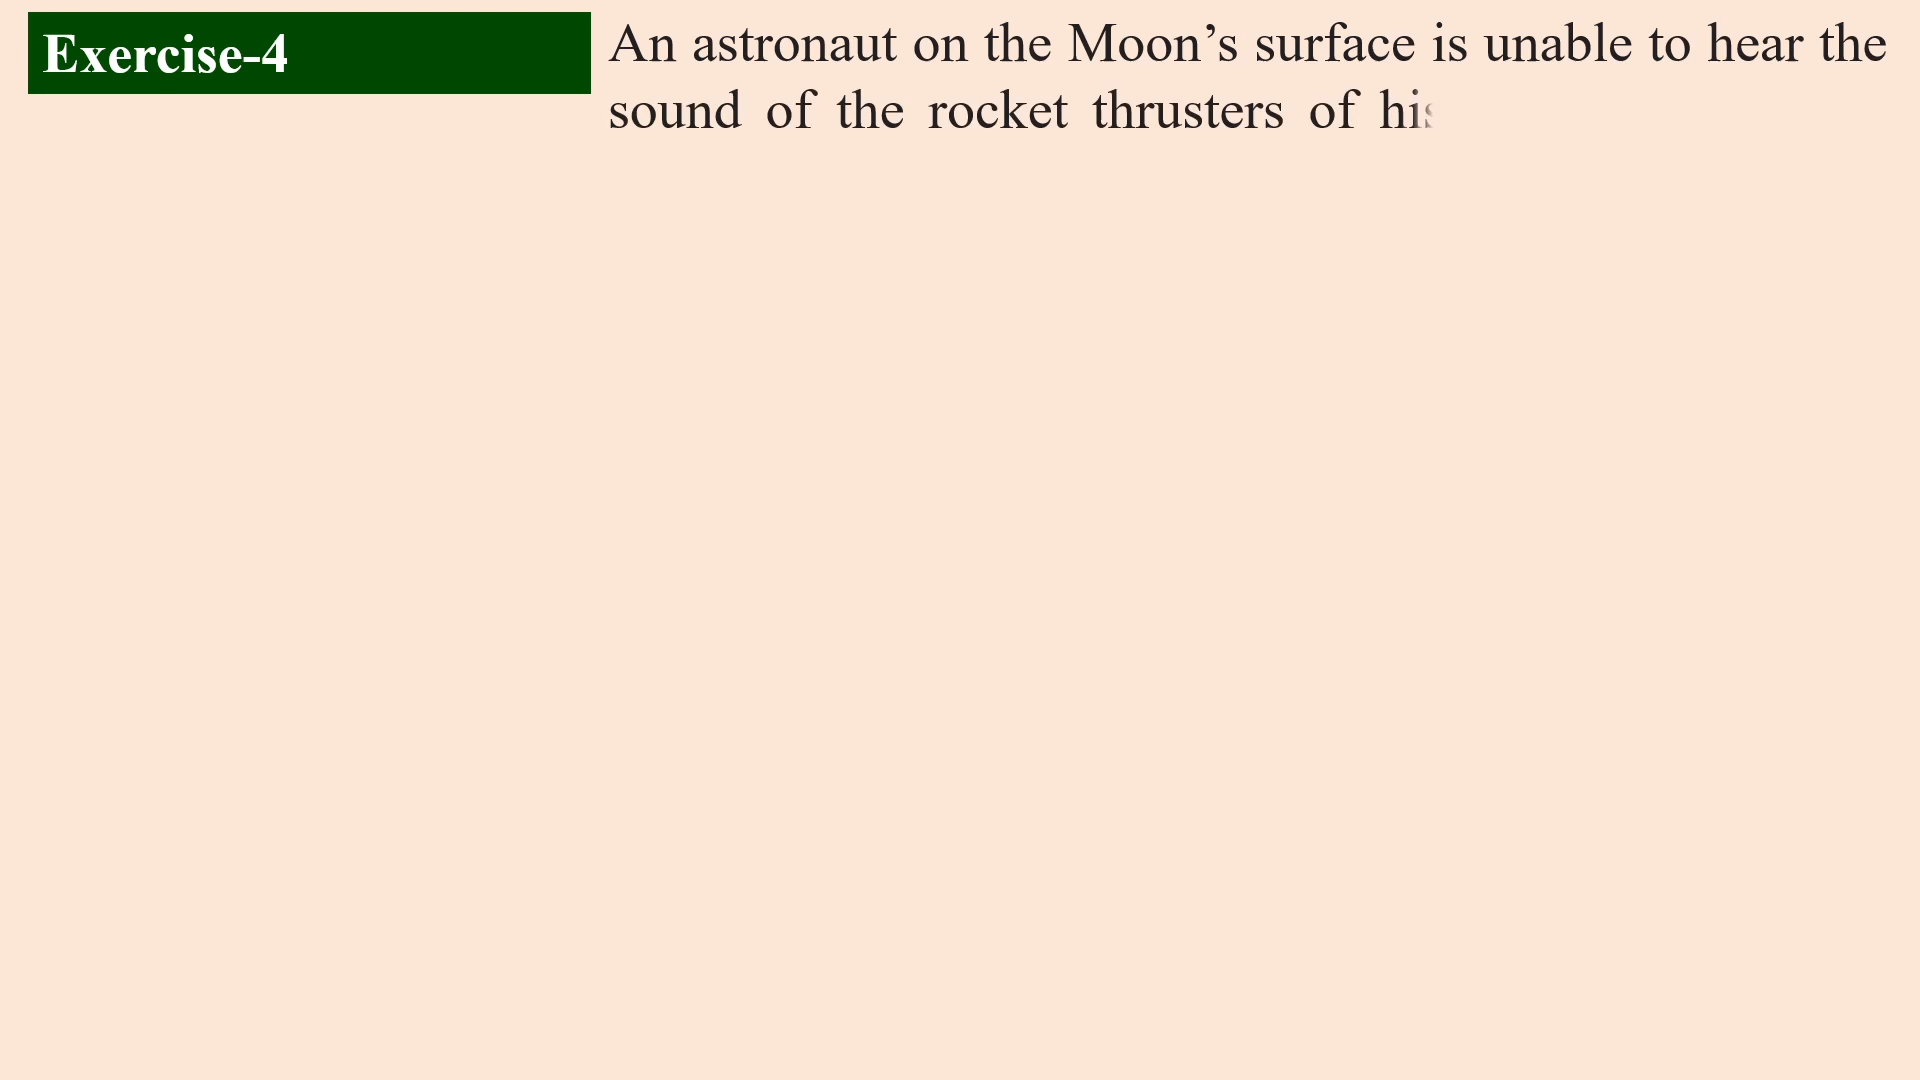 Exercise-4
An astronaut on the Moon’s surface is unable to hear the
sound of the rocket thrusters of his